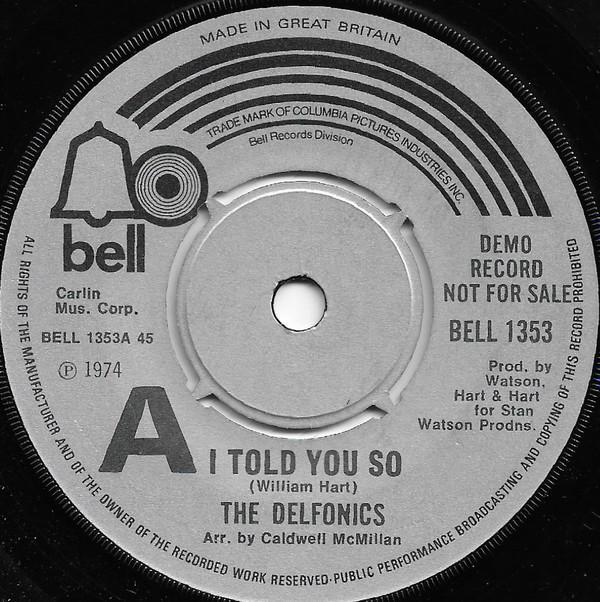 MADE IN GREAT BRITAIN
TRADE MARK OF COLUMBIA PICTURES INDUSTRIES INC.
Bell Records Division
bell
DEMO
RECORD
NOT FOR SALE
Carlin
Mus. Corp.
BELL 1353A 45
BELL 1353
℗ 1974
Prod. by
Watson,
Hart & Hart
for Stan
Watson Prodns.
A
I TOLD YOU SO
(William Hart)
THE DELFONICS
Arr. by Caldwell McMillan
ALL RIGHTS OF THE MANUFACTURER AND OF THE OWNER OF THE RECORDED WORK RESERVED·PUBLIC PERFORMANCE BROADCASTING AND COPYING OF THIS RECORD PROHIBITED